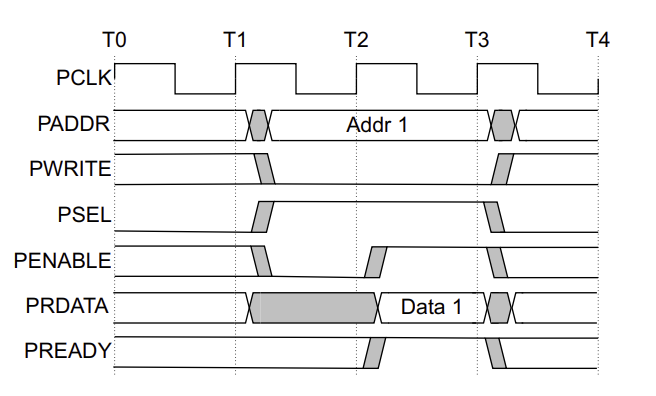 T0 T1 T2 T3 T4
PCLK
PADDR Addr 1
PWRITE
PSEL
PENABLE
PRDATA Data 1
PREADY